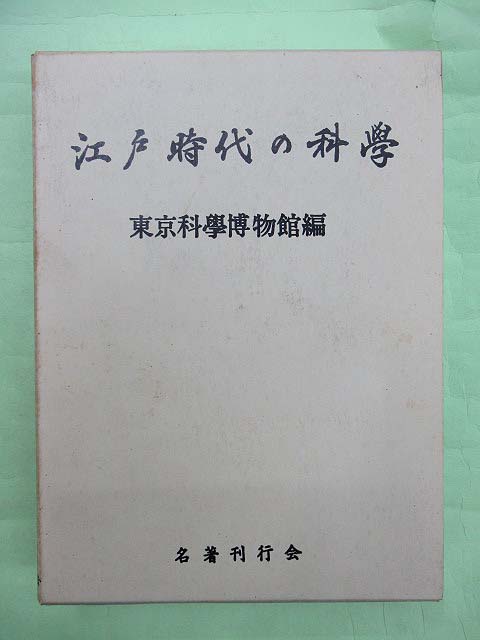 江戸時代の科學
東京科學博物館編
名著刊行会